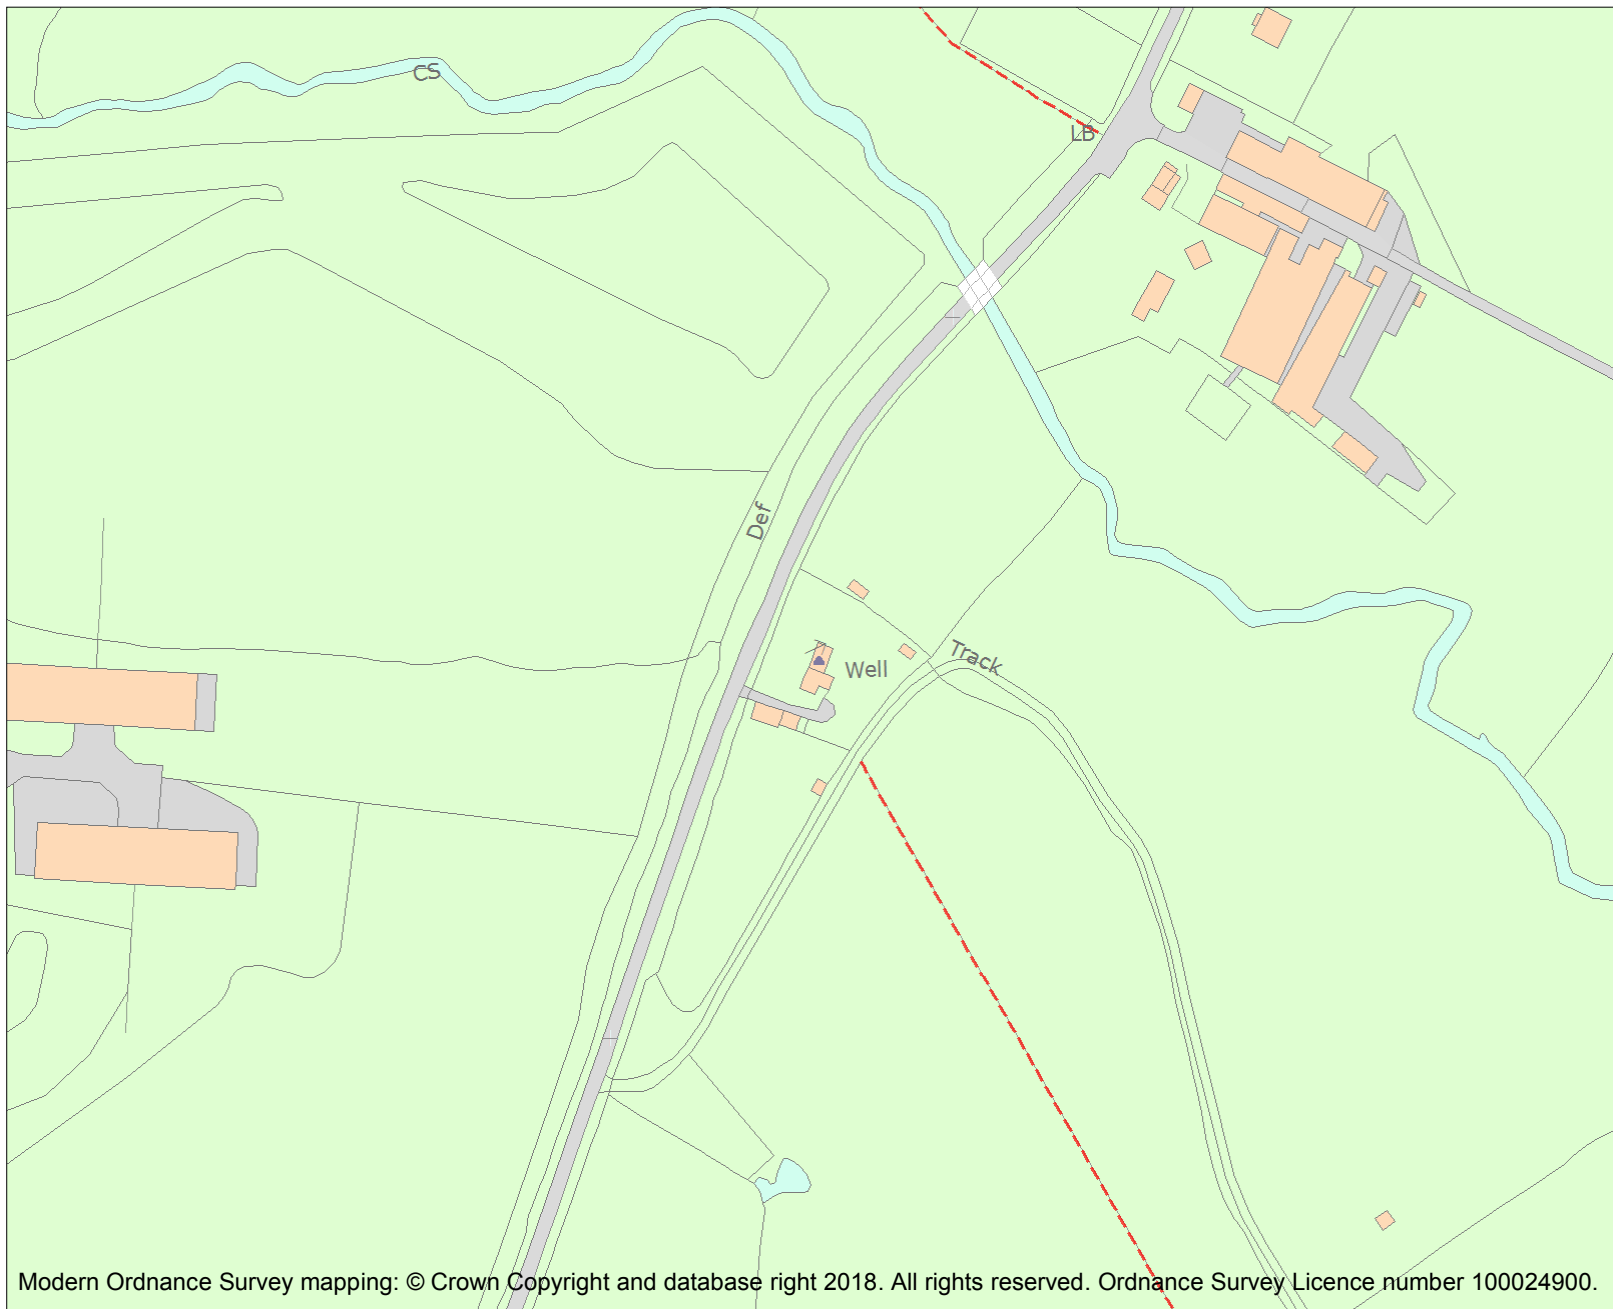 CS
LB
Def
Track
Well
Modern Ordnance Survey mapping: © Crown Copyright and database right 2018. All rights reserved. Ordnance Survey Licence number 100024900.